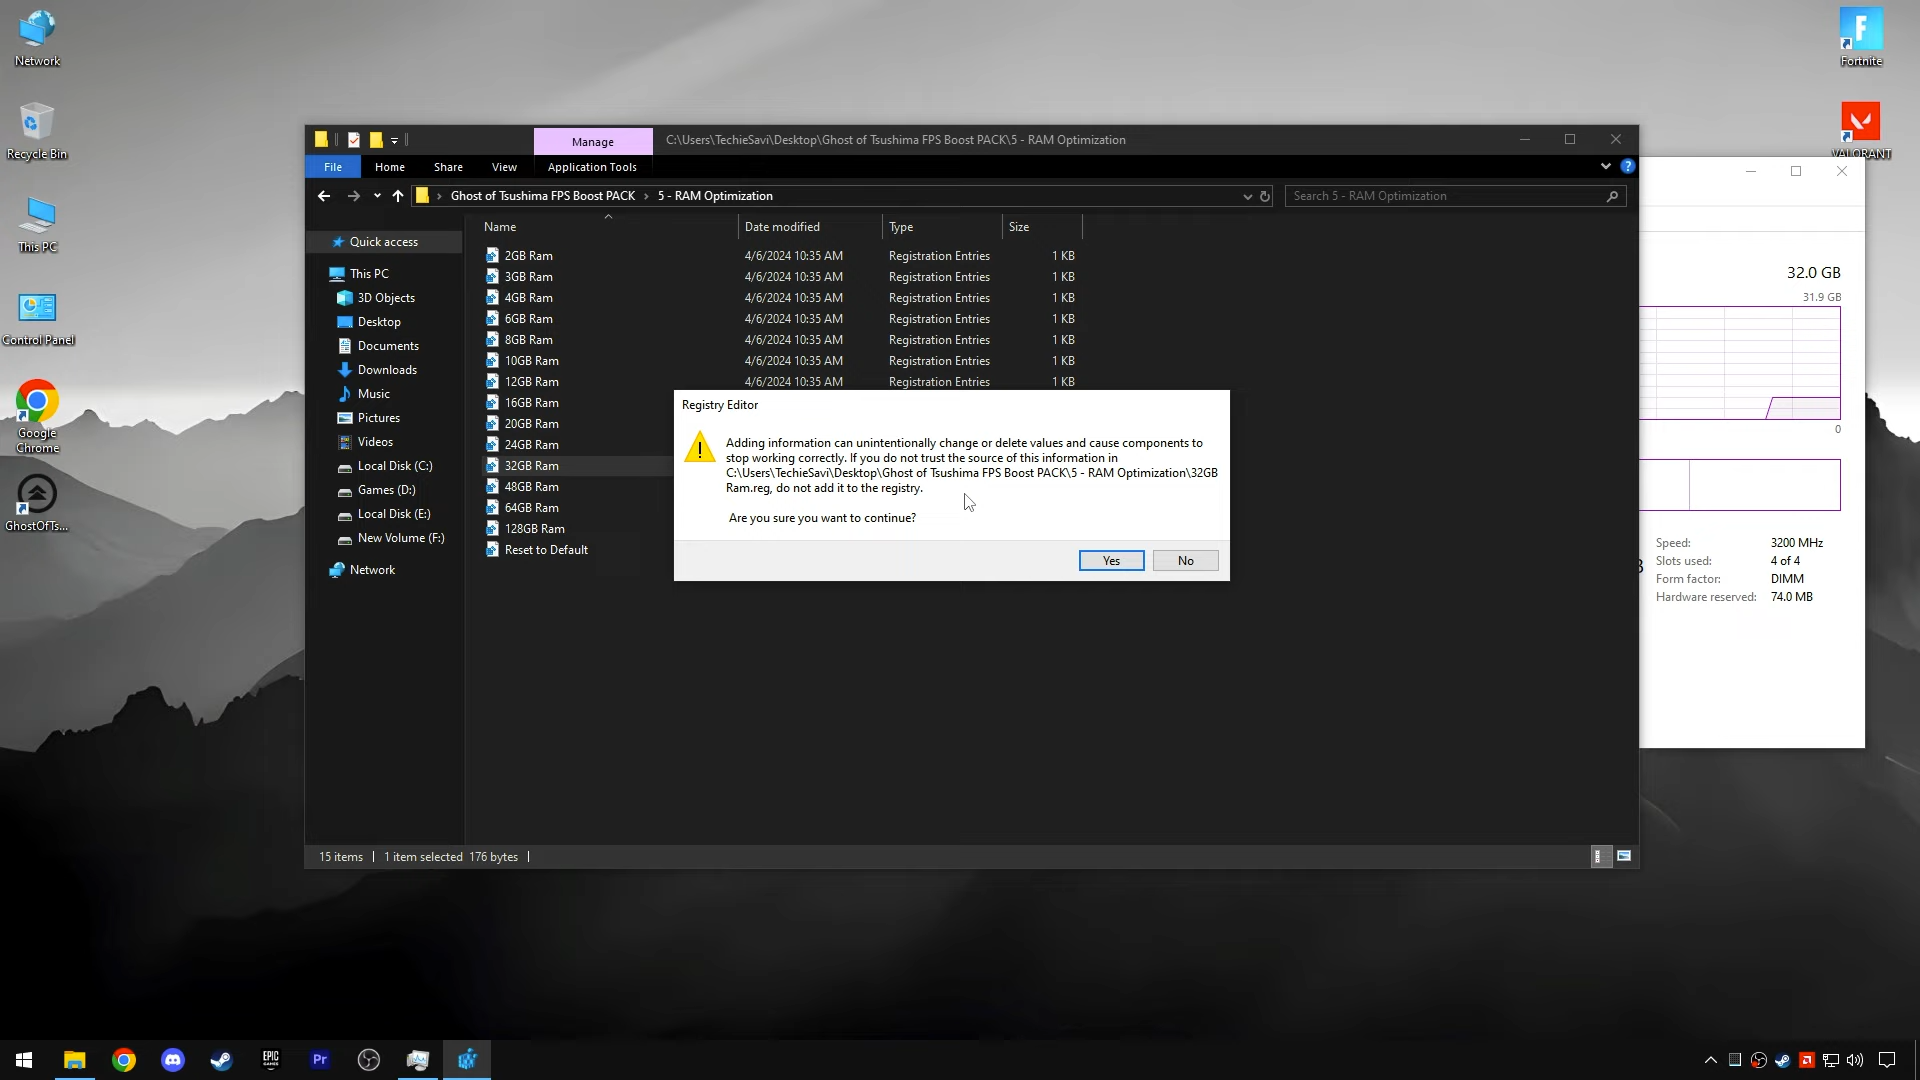 Network
Recycle Bin
This PC
Control Panel
Google
Chrome
GhostOfTs...
Fortnite
VALORANT
Manage
C:\Users\TechieSavi\Desktop\Ghost of Tsushima FPS Boost PACK\5 - RAM Optimization
File Home Share View Application Tools
Ghost of Tsushima FPS Boost PACK › 5 - RAM Optimization
Search 5 - RAM Optimization
Quick access
This PC
3D Objects
Desktop
Documents
Downloads
Music
Pictures
Videos
Local Disk (C:)
Games (D:)
Local Disk (E:)
New Volume (F:)
Network
Name Date modified Type Size
2GB Ram 4/6/2024 10:35 AM Registration Entries 1 KB
3GB Ram 4/6/2024 10:35 AM Registration Entries 1 KB
4GB Ram 4/6/2024 10:35 AM Registration Entries 1 KB
6GB Ram 4/6/2024 10:35 AM Registration Entries 1 KB
8GB Ram 4/6/2024 10:35 AM Registration Entries 1 KB
10GB Ram 4/6/2024 10:35 AM Registration Entries 1 KB
12GB Ram 4/6/2024 10:35 AM Registration Entries 1 KB
16GB Ram
20GB Ram
24GB Ram
32GB Ram
48GB Ram
64GB Ram
128GB Ram
Reset to Default
Registry Editor
Adding information can unintentionally change or delete values and cause components to
stop working correctly. If you do not trust the source of this information in
C:\Users\TechieSavi\Desktop\Ghost of Tsushima FPS Boost PACK\5 - RAM Optimization\32GB
Ram.reg, do not add it to the registry.
Are you sure you want to continue?
Yes No
15 items 1 item selected 176 bytes
32.0 GB
31.9 GB
0
Speed: 3200 MHz
Slots used: 4 of 4
Form factor: DIMM
Hardware reserved: 74.0 MB
EPIC
GAMES
Pr